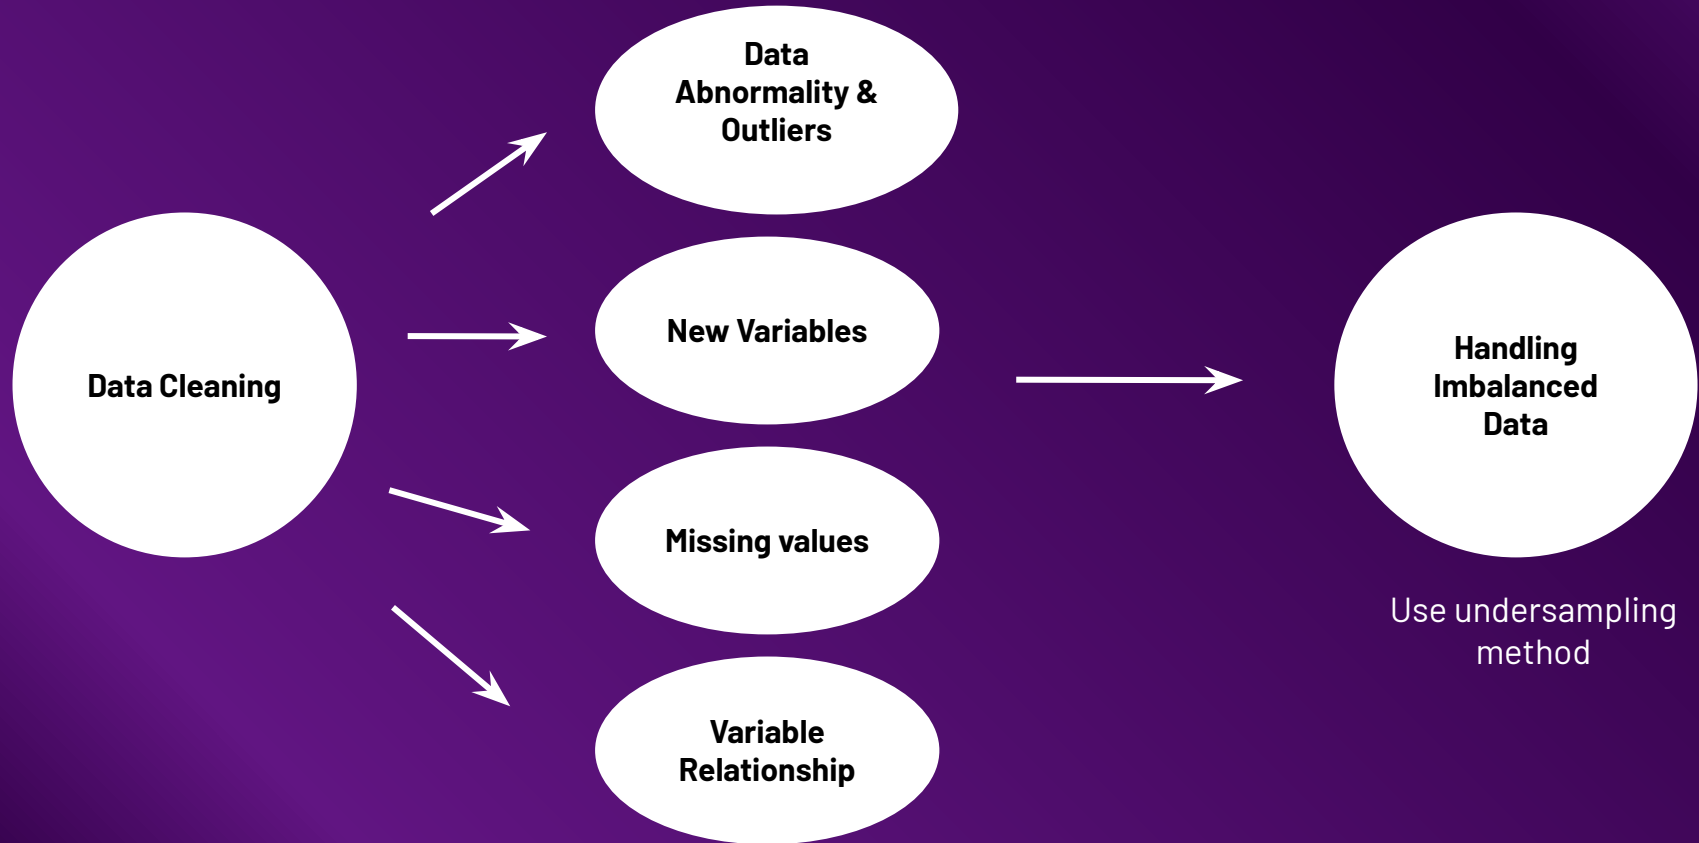 Data Cleaning
Data
Abnormality &
Outliers
New Variables
Missing values
Variable
Relationship
Handling
Imbalanced
Data
Use undersampling
method